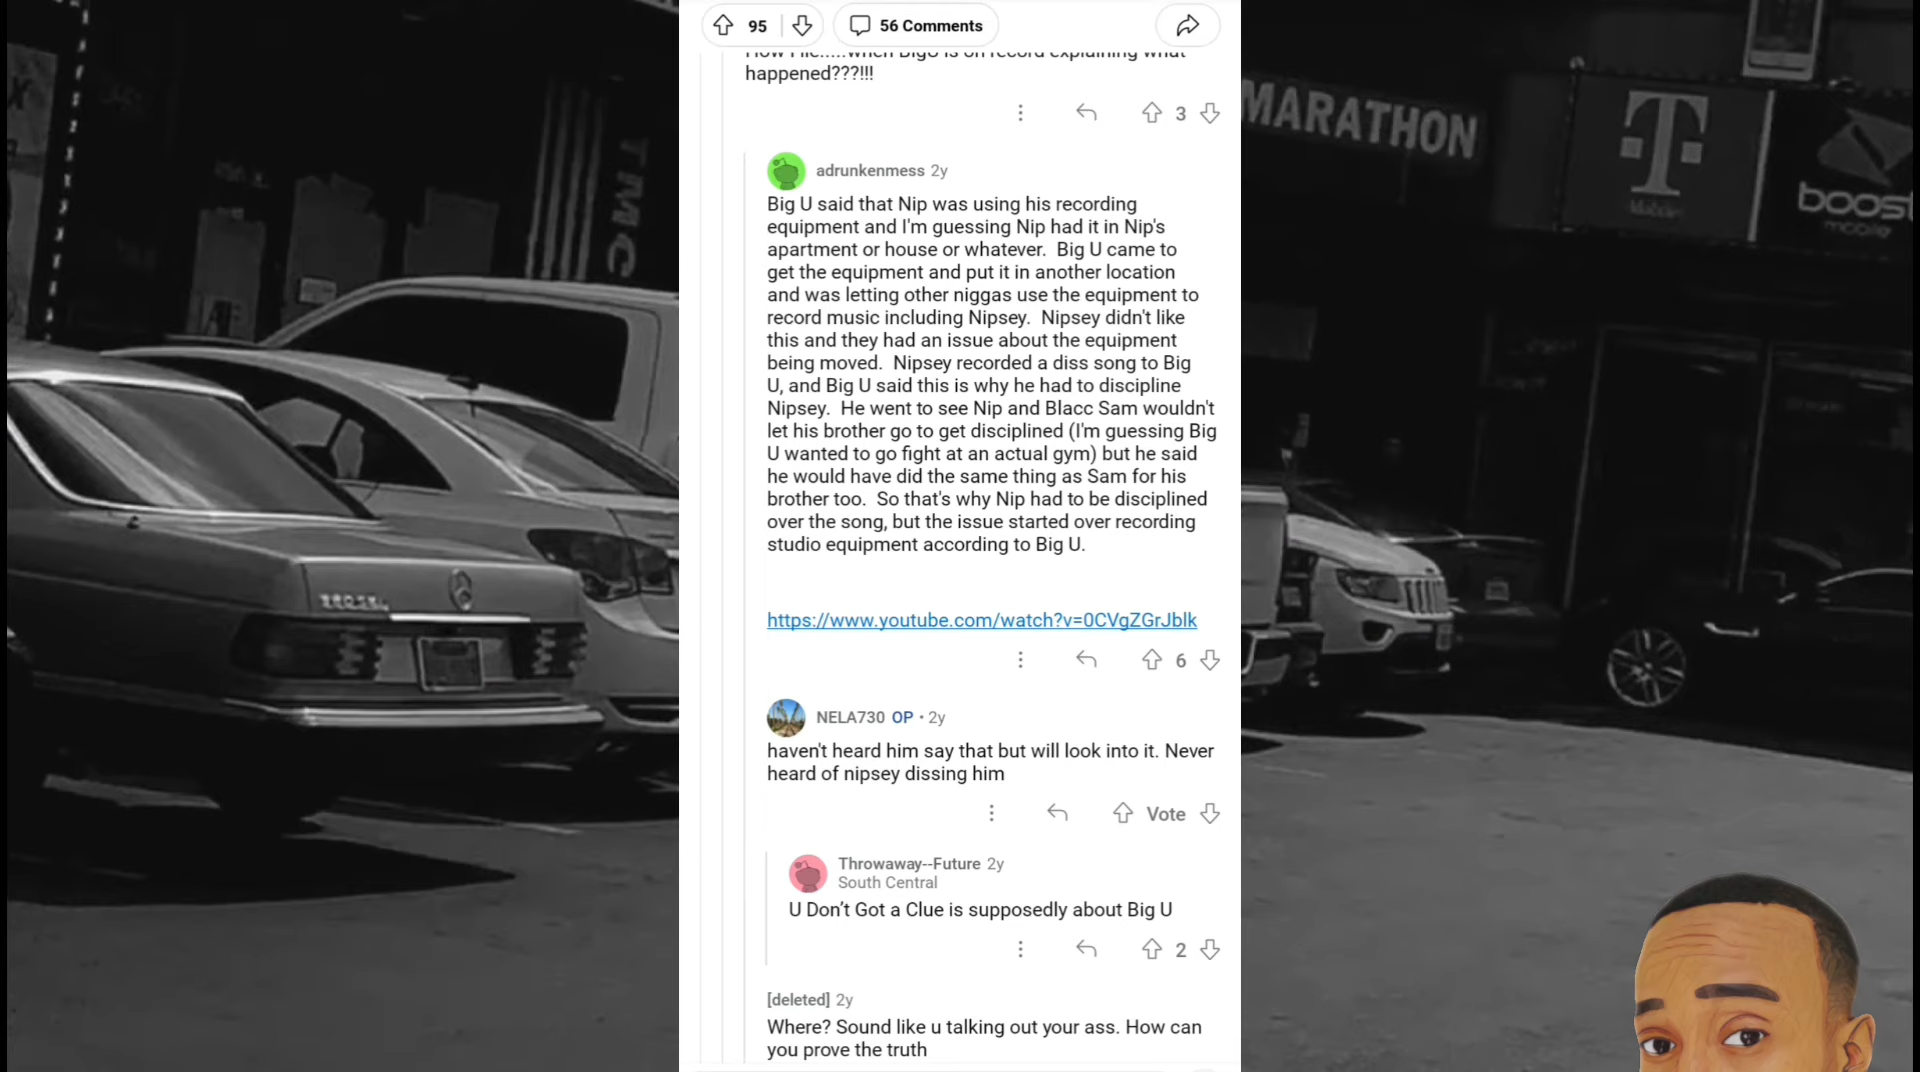 95
56 Comments
happened???!!!
3
adrunkenmess 2y
Big U said that Nip was using his recording
equipment and I'm guessing Nip had it in Nip's
apartment or house or whatever.  Big U came to
get the equipment and put it in another location
and was letting other niggas use the equipment to
record music including Nipsey.  Nipsey didn't like
this and they had an issue about the equipment
being moved.  Nipsey recorded a diss song to Big
U, and Big U said this is why he had to discipline
Nipsey.  He went to see Nip and Blacc Sam wouldn't
let his brother go to get disciplined (I'm guessing Big
U wanted to go fight at an actual gym) but he said
he would have did the same thing as Sam for his
brother too.  So that's why Nip had to be disciplined
over the song, but the issue started over recording
studio equipment according to Big U.
https://www.youtube.com/watch?v=0CVgZGrJblk
6
NELA730 OP • 2y
haven't heard him say that but will look into it. Never
heard of nipsey dissing him
Vote
Throwaway--Future 2y
South Central
U Don’t Got a Clue is supposedly about Big U
2
[deleted] 2y
Where? Sound like u talking out your ass. How can
you prove the truth
TMC
MARATHON
T
Mobile
boost
mobile